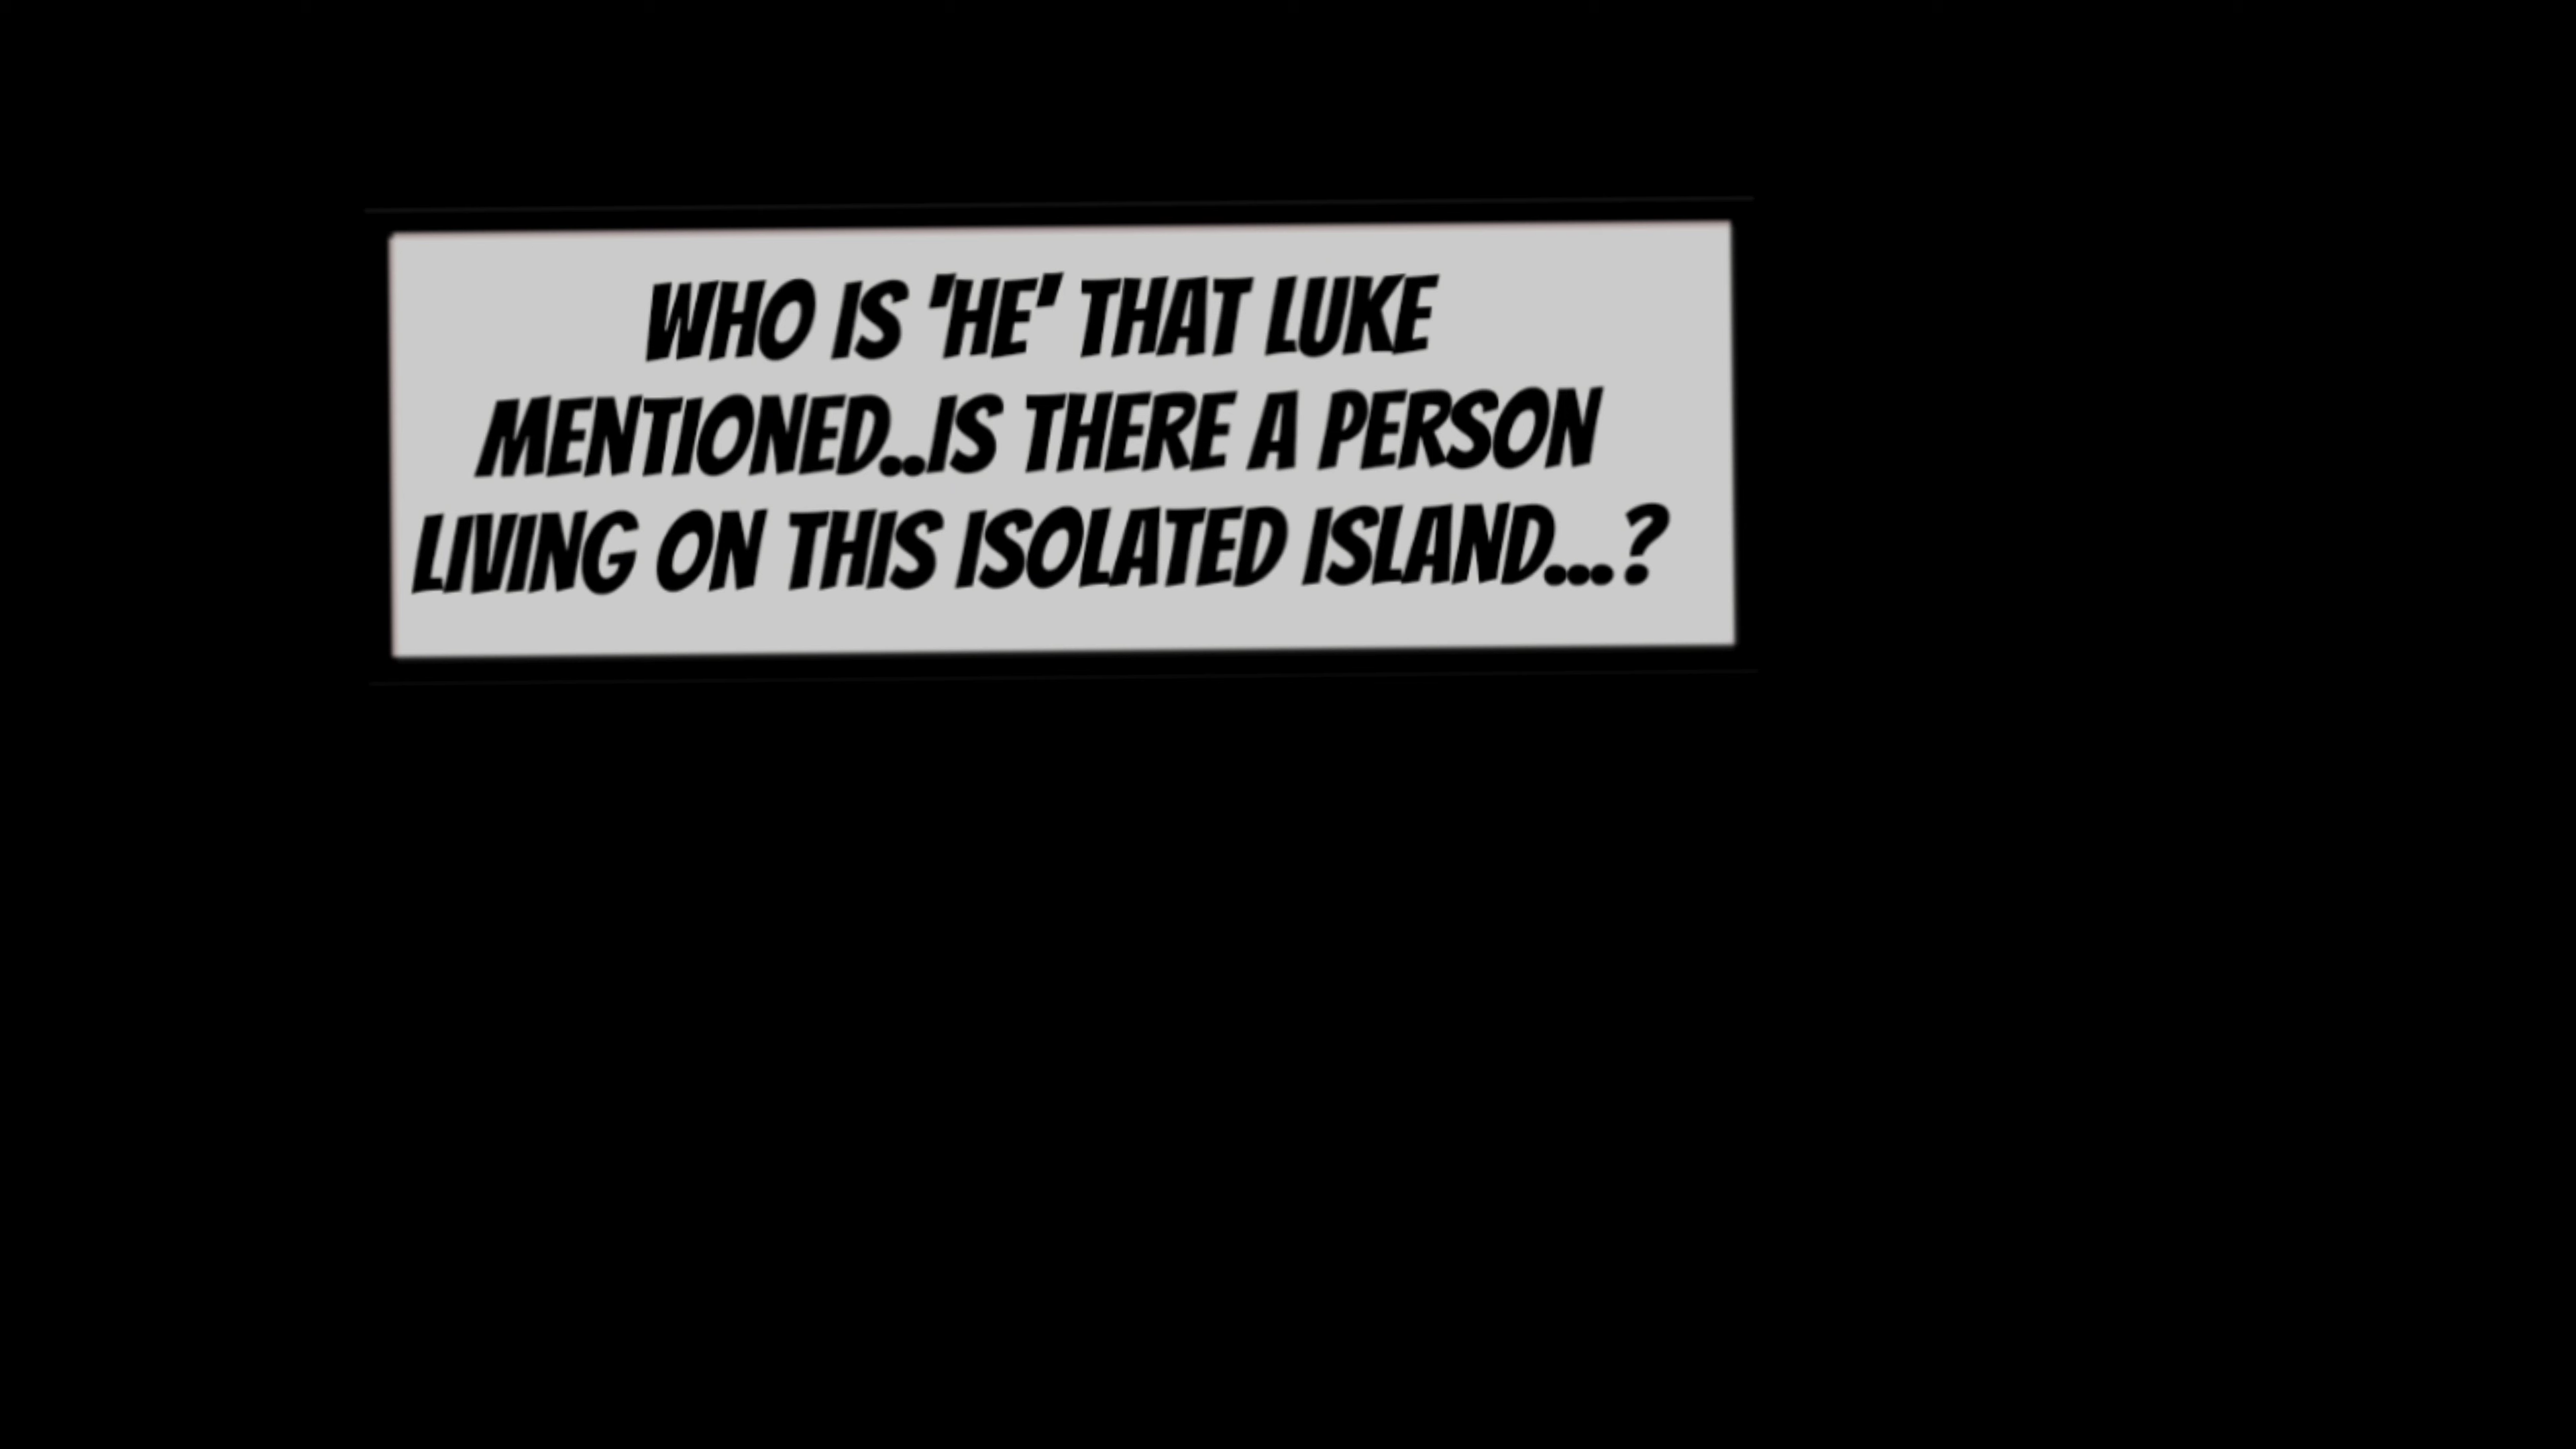 WHO IS 'HE' THAT LUKE
MENTIONED..IS THERE A PERSON
LIVING ON THIS ISOLATED ISLAND...?